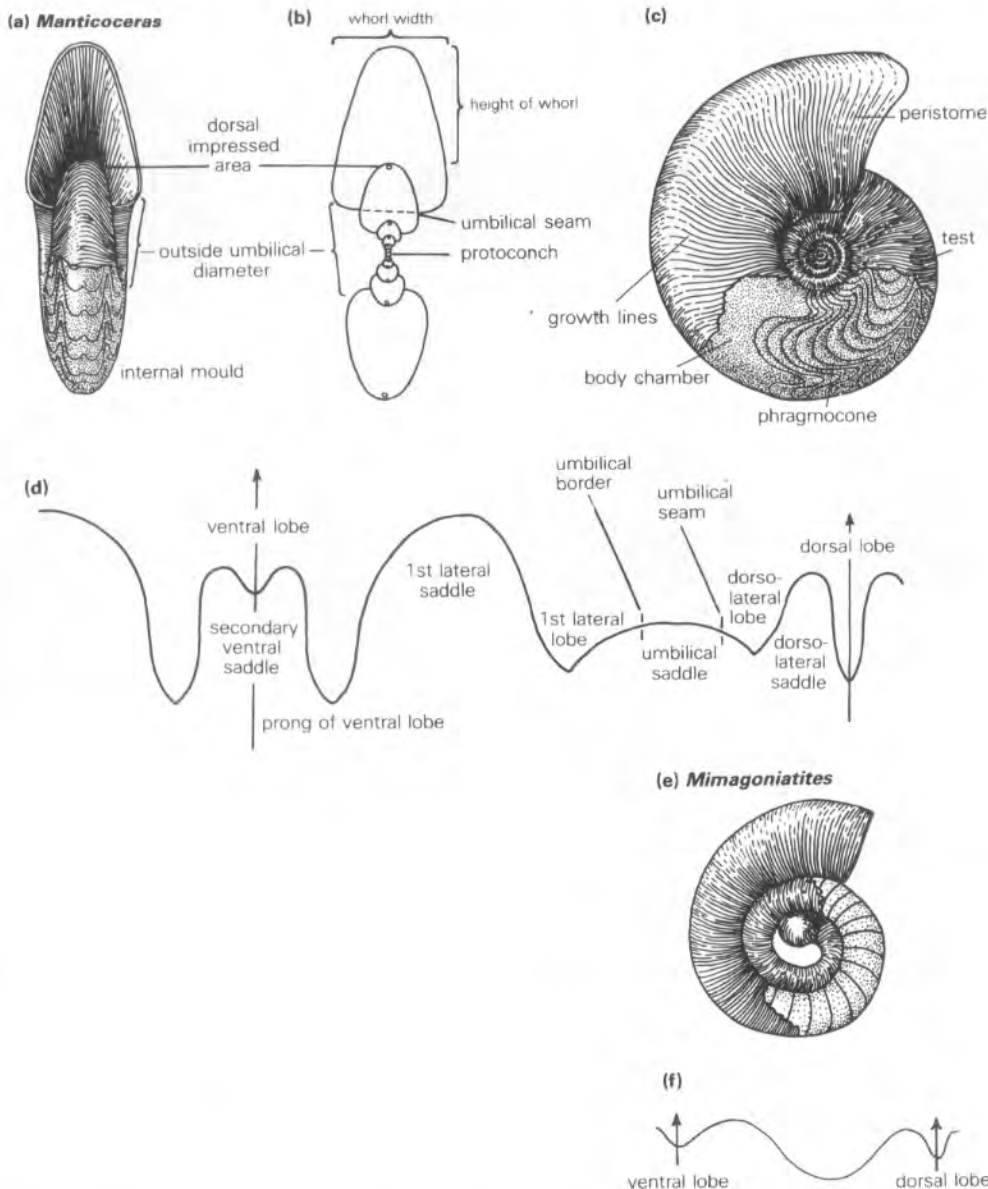 (a) Manticoceras
(b)
whorl width
height of whorl
dorsal
impressed
area
umbilical seam
protoconch
outside umbilical
diameter
internal mould
(c)
peristome
test
growth lines
body chamber
phragmocone
(d)
ventral lobe
secondary
ventral
saddle
prong of ventral lobe
1st lateral
saddle
1st lateral
lobe
umbilical
border
umbilical
seam
umbilical
saddle
dorso-
lateral
lobe
dorso-
lateral
saddle
dorsal lobe
(e) Mimagoniatites
(f)
ventral lobe
dorsal lobe